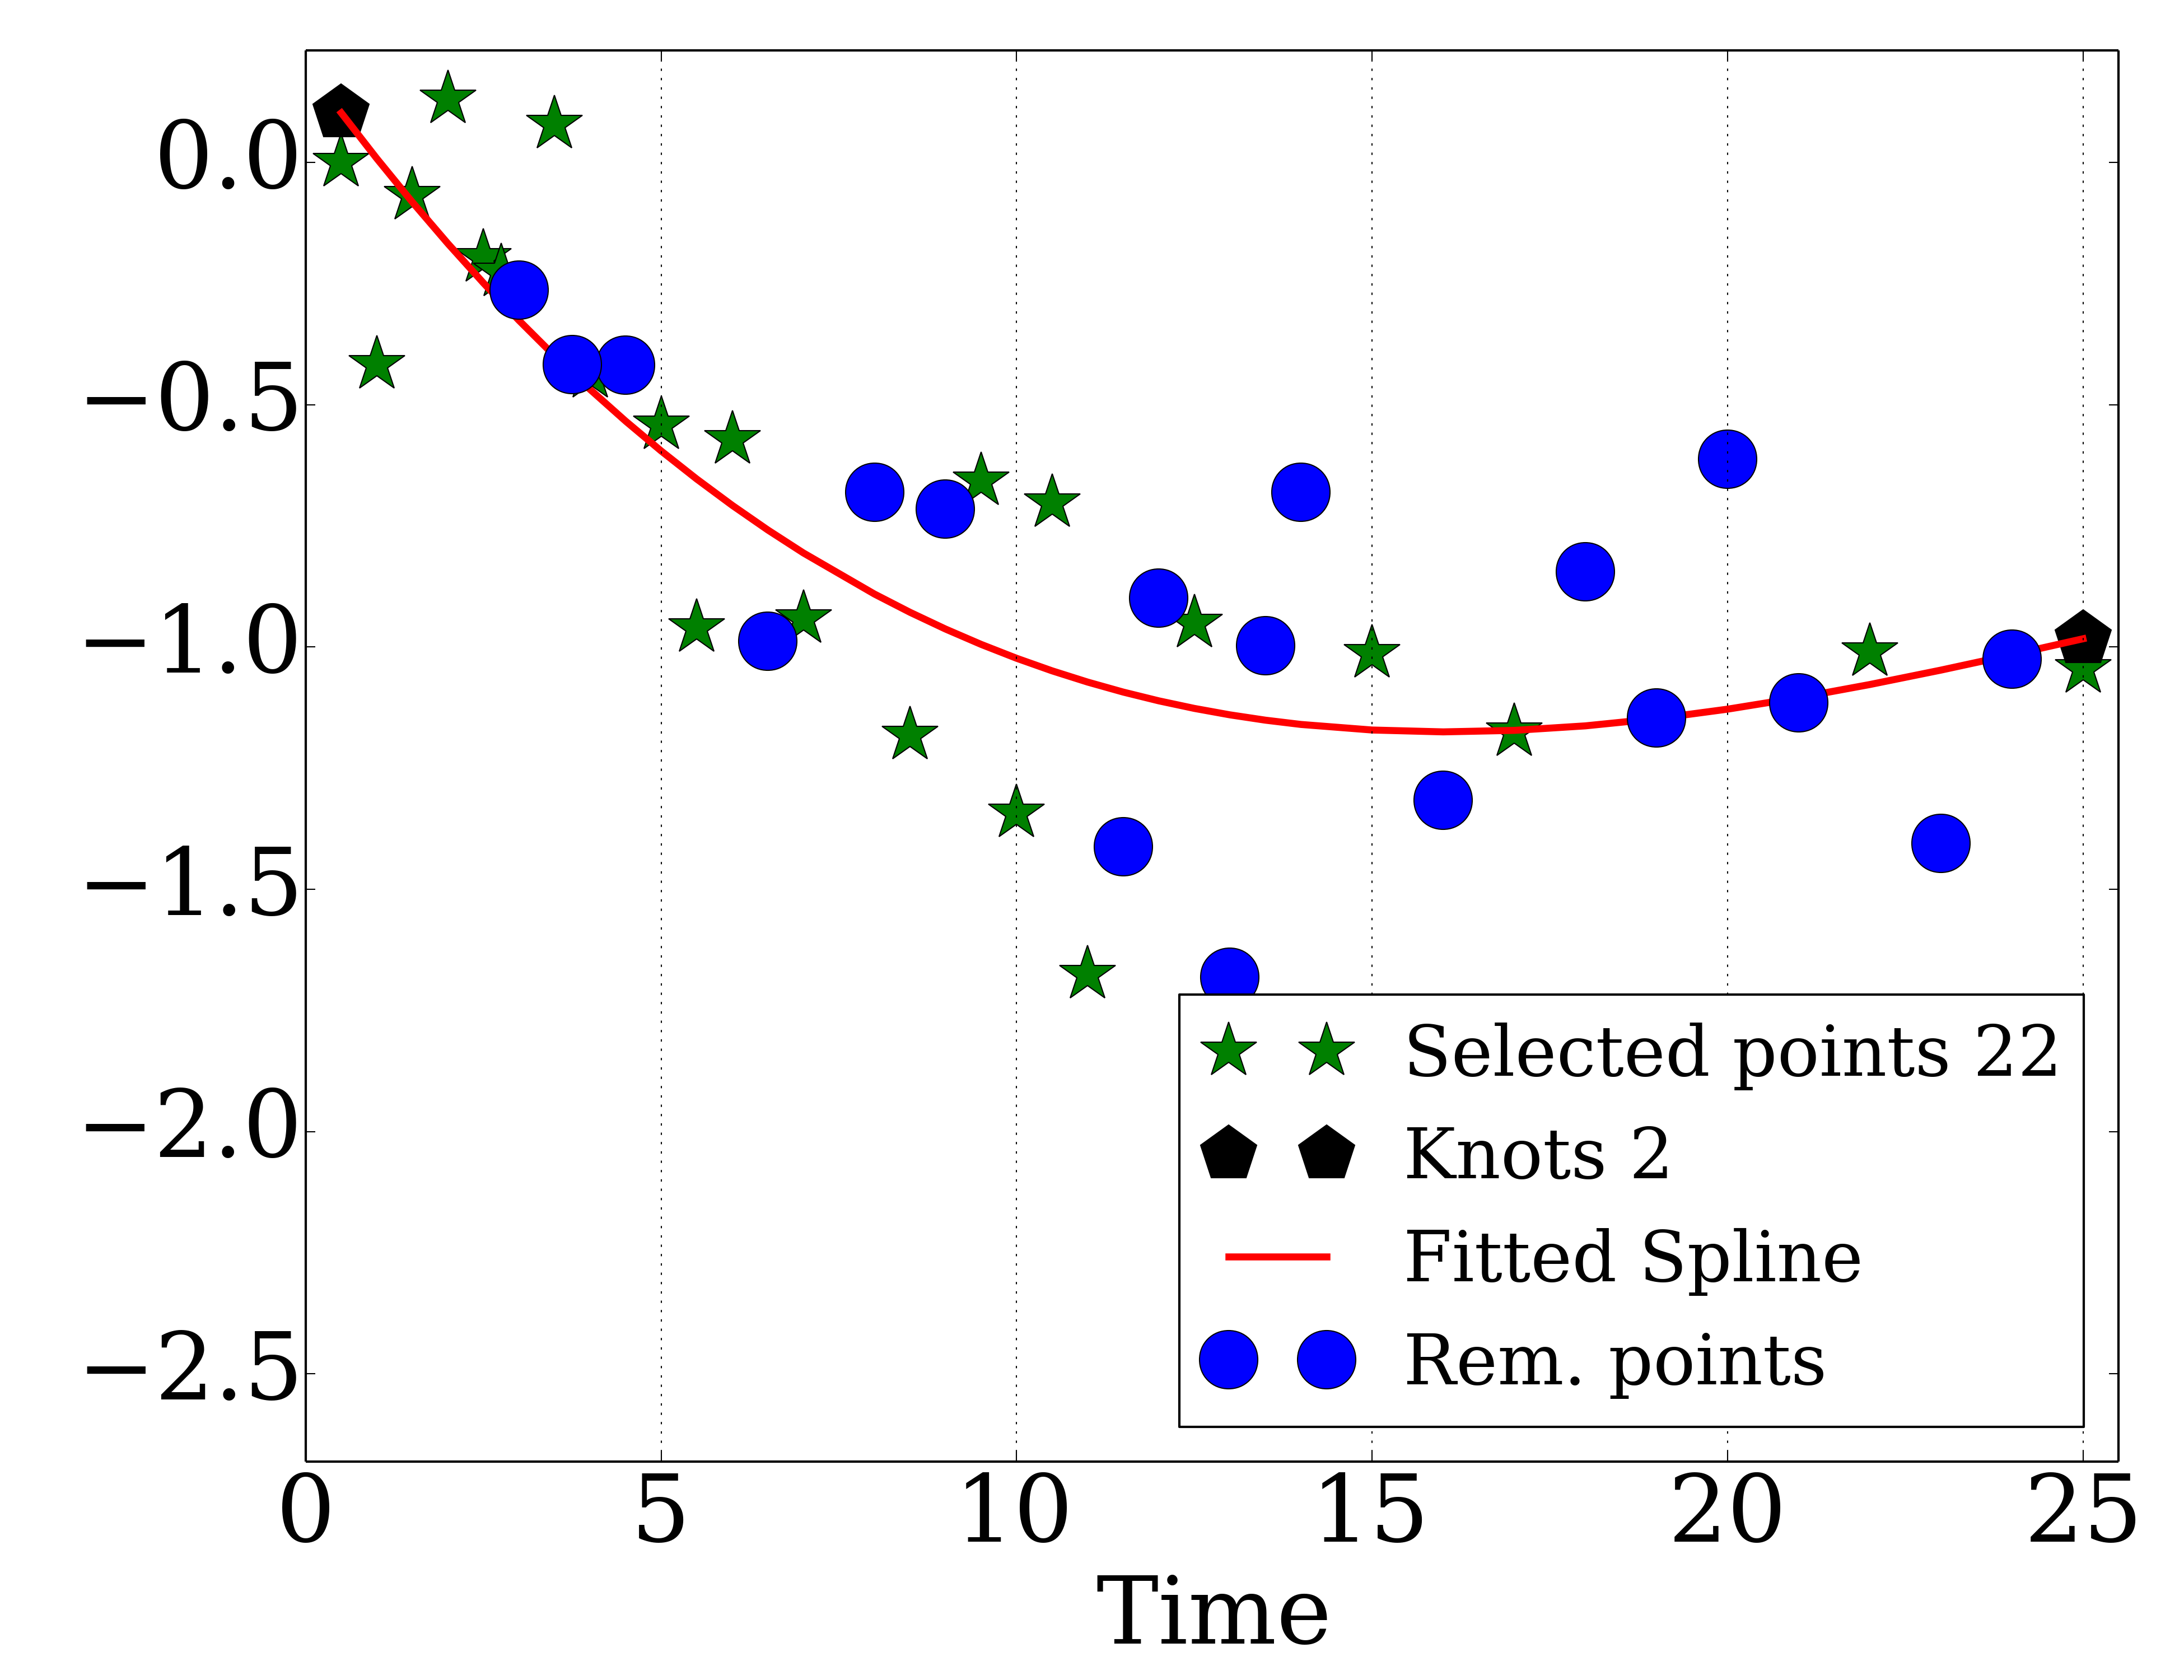 0.0
−0.5
−1.0
−1.5
−2.0
−2.5
Selected points 22
Knots 2
Fitted Spline
Rem. points
0 5 10 15 20 25
Time